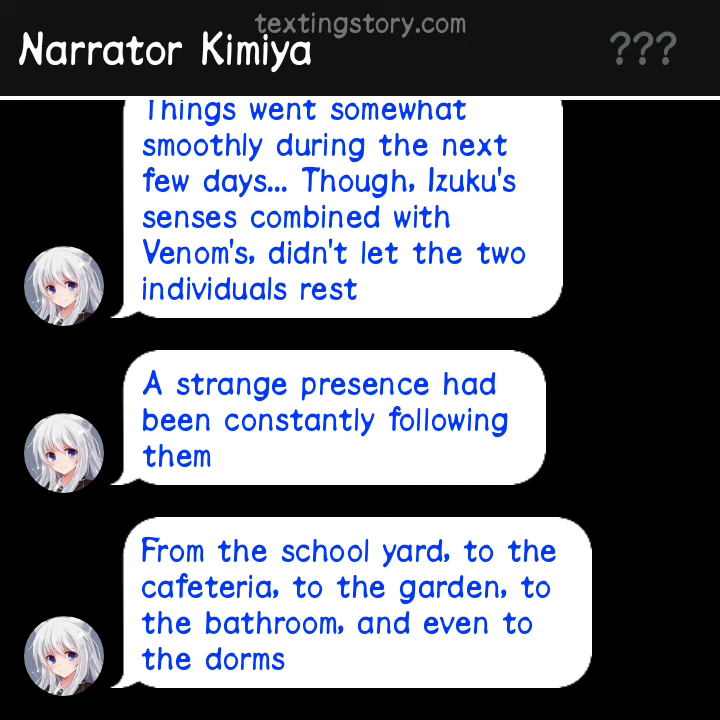 textingstory.com
Narrator Kimiya
???
Things went somewhat
smoothly during the next
few days... Though, Izuku's
senses combined with
Venom's, didn't let the two
individuals rest
A strange presence had
been constantly following
them
From the school yard, to the
cafeteria, to the garden, to
the bathroom, and even to
the dorms